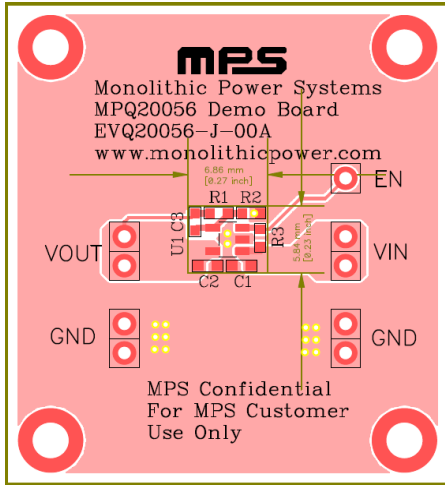 MPS
Monolithic Power Systems
MPQ20056 Demo Board
EVQ20056-J-00A
www.monolithicpower.com
6.86 mm
[0.27 inch]
EN
R1 R2
C3
U1
R3
5.84 mm
[0.23 inch]
VOUT
VIN
C2 C1
GND
GND
MPS Confidential
For MPS Customer
Use Only